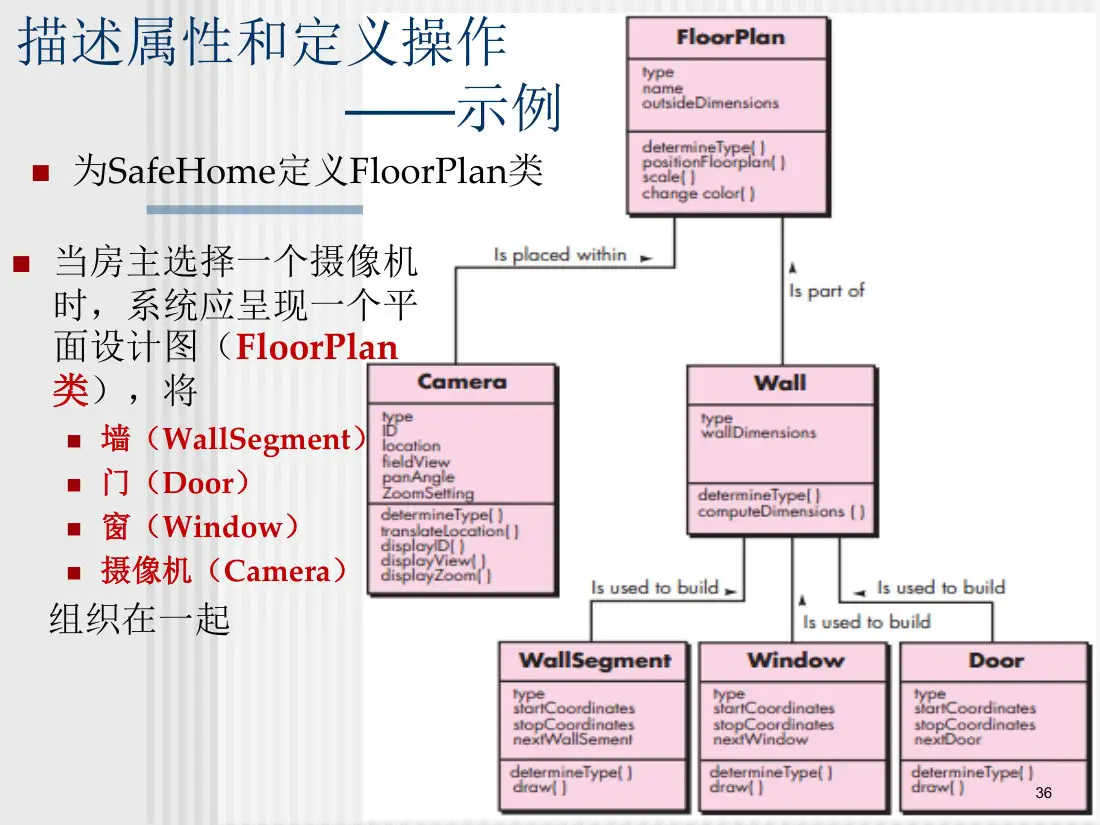 描述属性和定义操作
——示例
为SafeHome定义FloorPlan类
当房主选择一个摄像机
时，系统应呈现一个平
面设计图（FloorPlan
类），将
墙（WallSegment）
门（Door）
窗（Window）
摄像机（Camera）
组织在一起
FloorPlan
type
name
outsideDimensions
determineType( )
positionFloorplan( )
scale( )
change color( )
Is placed within
Is part of
Camera
type
ID
location
fieldView
panAngle
ZoomSetting
determineType( )
translateLocation( )
displayID( )
displayView( )
displayZoom( )
Wall
type
wallDimensions
determineType( )
computeDimensions ( )
Is used to build
Is used to build
Is used to build
WallSegment
type
startCoordinates
stopCoordinates
nextWallSement
determineType( )
draw( )
Window
type
startCoordinates
stopCoordinates
nextWindow
determineType( )
draw( )
Door
type
startCoordinates
stopCoordinates
nextDoor
determineType( )
draw( )
36